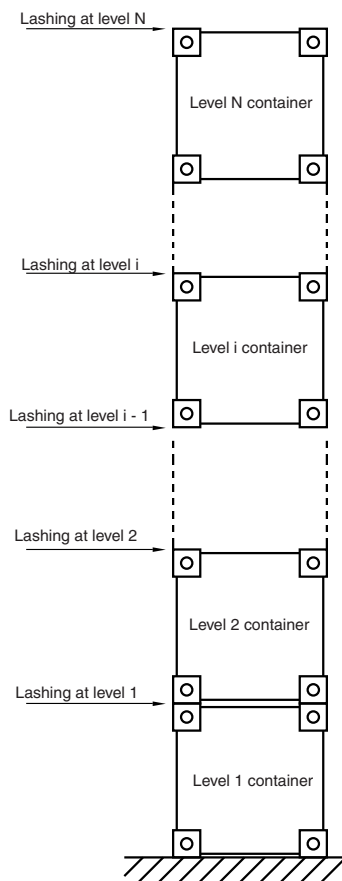 Lashing at level N
Level N container
Lashing at level i
Level i container
Lashing at level i - 1
Lashing at level 2
Level 2 container
Lashing at level 1
Level 1 container